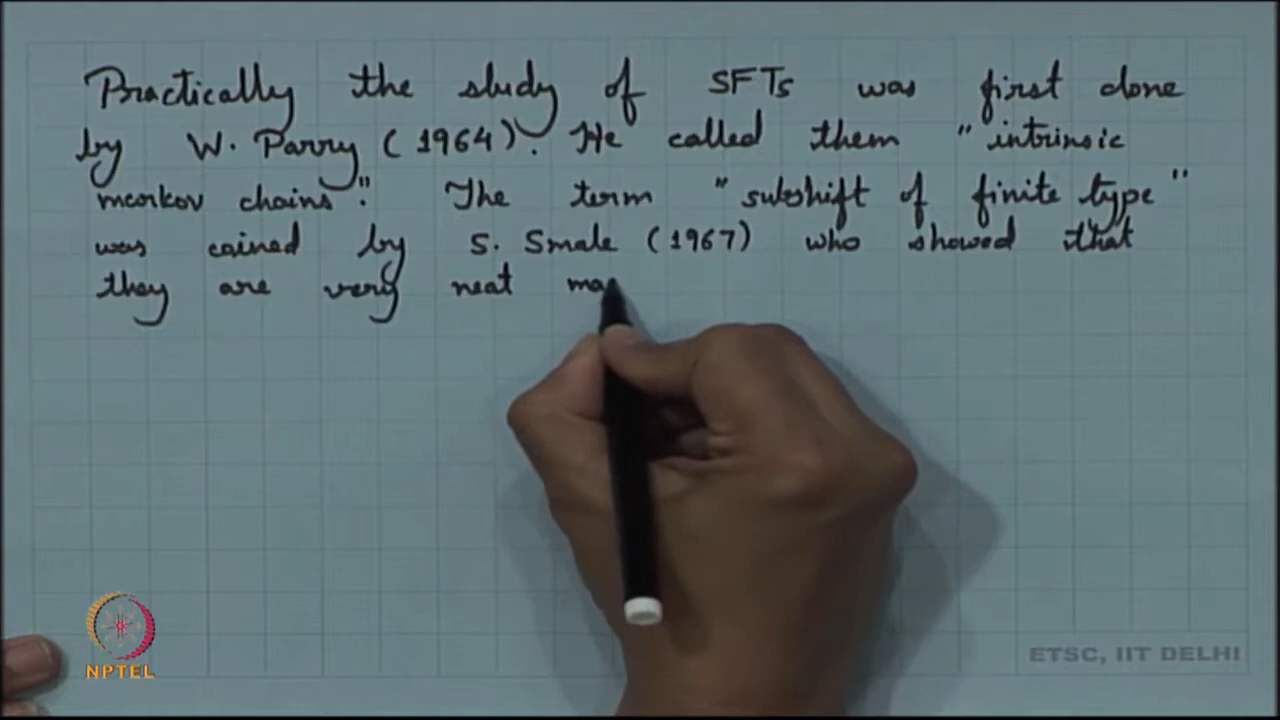 Practically the study of SFTs was first done
by W. Parry (1964). He called them "intrinsic
markov chains". The term "subshift of finite type"
was coined by S. Smale (1967) who showed that
they are very neat ma
NPTEL
ETSC, IIT DELHI